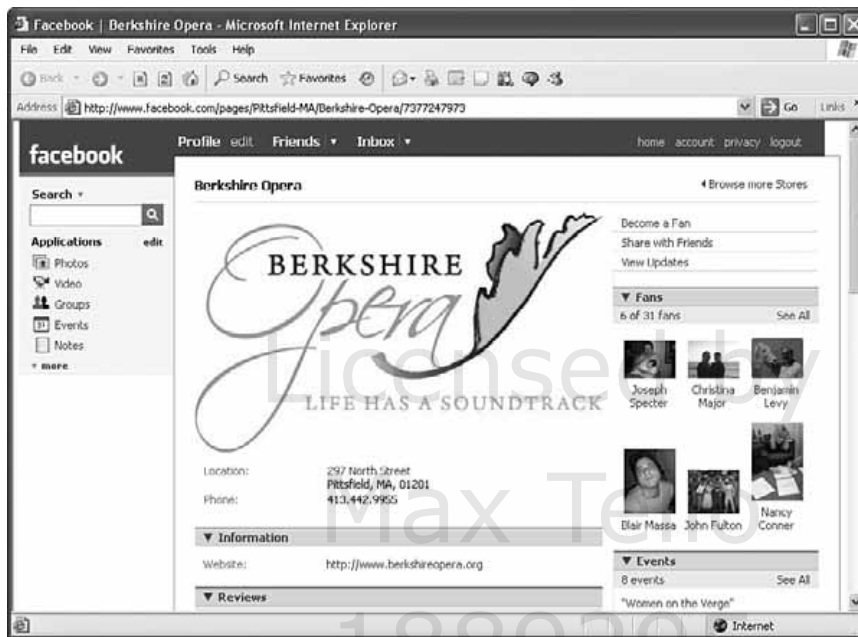 Facebook | Berkshire Opera - Microsoft Internet Explorer
File Edit View Favorites Tools Help
Back Search Favorites
Address http://www.facebook.com/pages/Pittsfield-MA/Berkshire-Opera/7377247973 Go Links
facebook
Profile edit Friends Inbox home account privacy logout
Search
Applications edit
Photos
Video
Groups
31 Events
Notes
more
Berkshire Opera
Browse more Stores
BERKSHIRE
Opera
LIFE HAS A SOUNDTRACK
Location: 297 North Street
Pittsfield, MA, 01201
Phone: 413.442.9955
Information
Website: http://www.berkshireopera.org
Reviews
Become a Fan
Share with Friends
View Updates
Fans
6 of 31 fans See All
Joseph Specter
Christina Major
Benjamin Levy
Blair Massa
John Fulton
Nancy Conner
Events
8 events See All
"Women on the Verge"
Internet
Licensed by
Max Tello